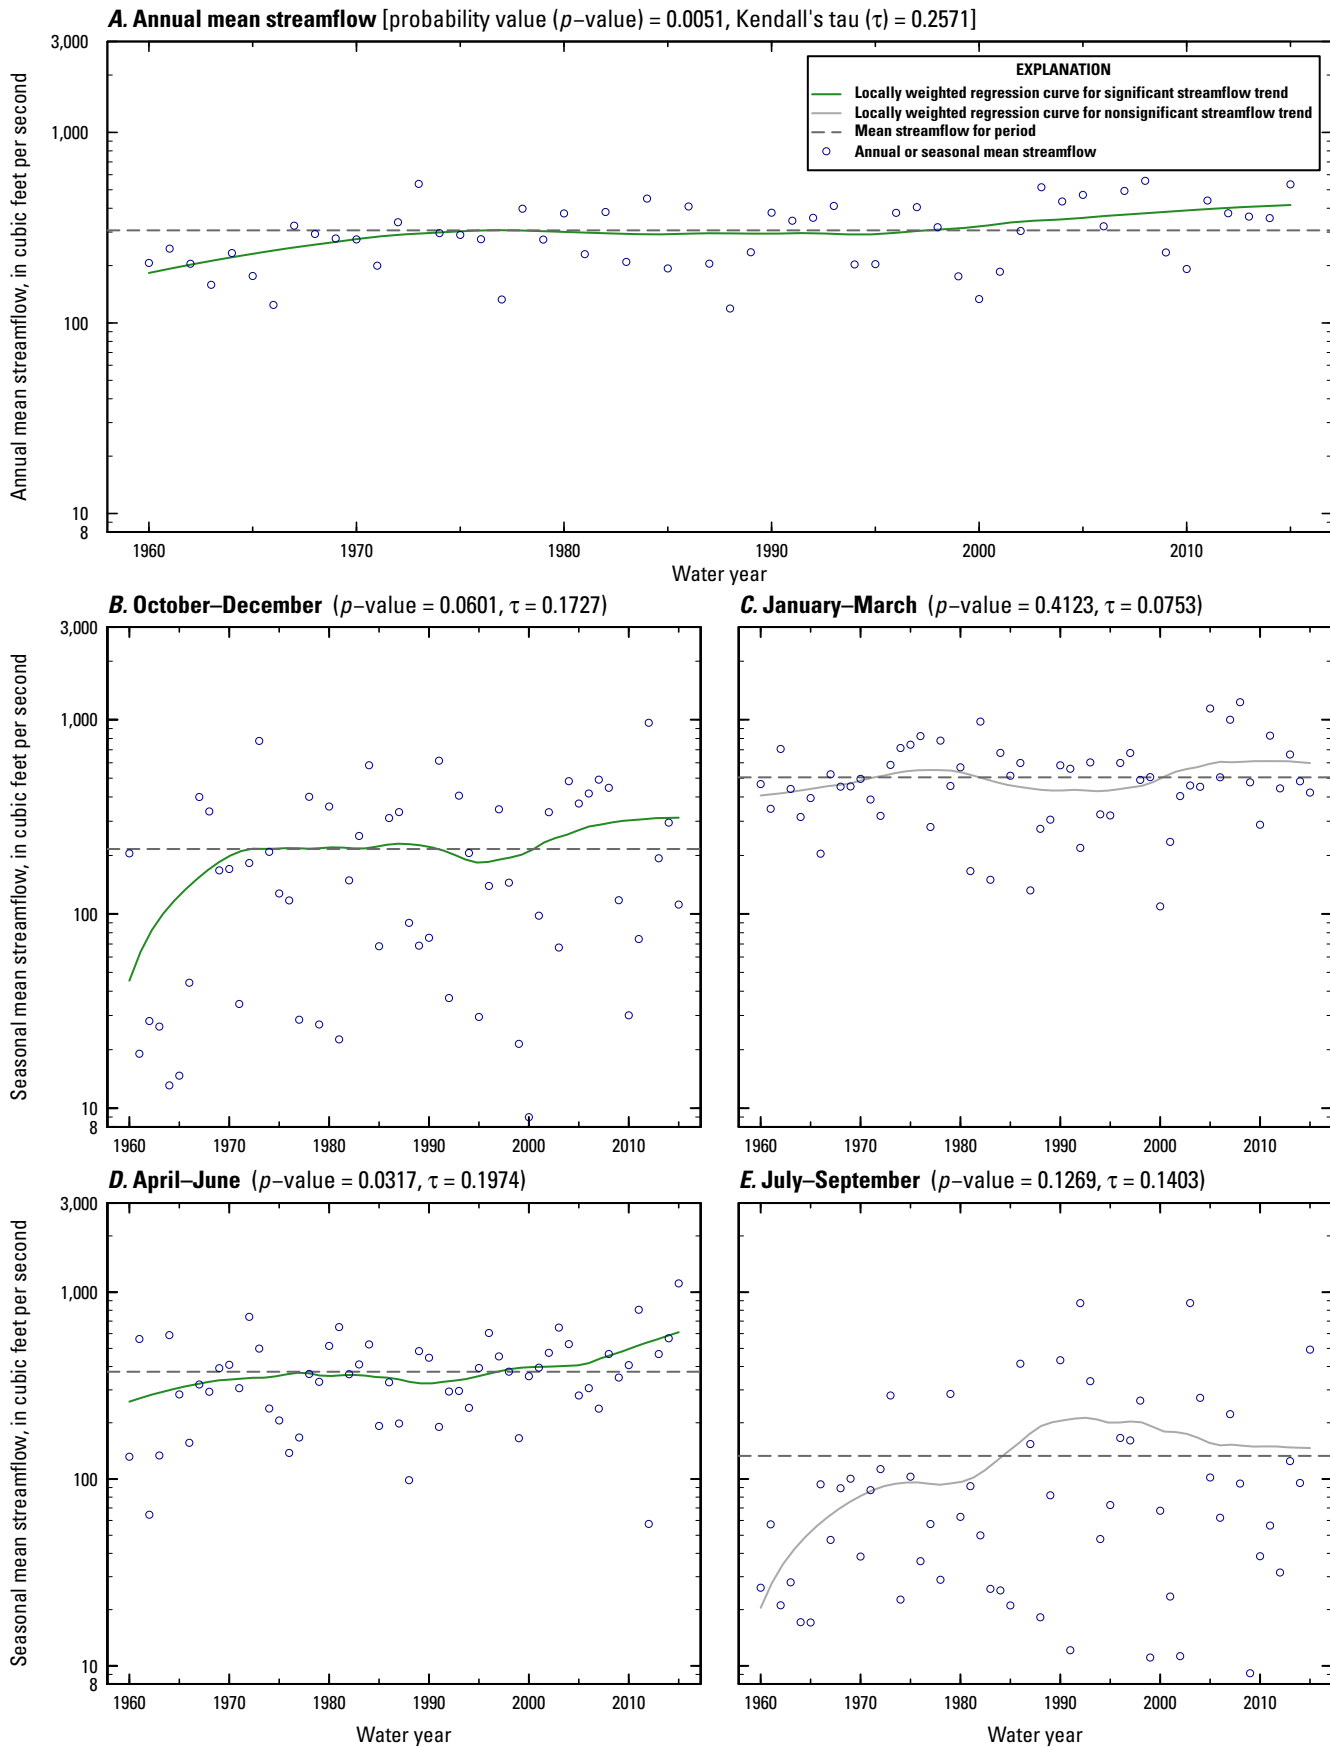 A. Annual mean streamflow [probability value (p–value) = 0.0051, Kendall's tau (τ) = 0.2571]
Annual mean streamflow, in cubic feet per second
3,000
1,000
100
10
8
EXPLANATION
Locally weighted regression curve for significant streamflow trend
Locally weighted regression curve for nonsignificant streamflow trend
Mean streamflow for period
Annual or seasonal mean streamflow
1960 1970 1980 1990 2000 2010
Water year
B. October–December (p–value = 0.0601, τ = 0.1727)
Seasonal mean streamflow, in cubic feet per second
3,000
1,000
100
10
8
1960 1970 1980 1990 2000 2010
C. January–March (p–value = 0.4123, τ = 0.0753)
1960 1970 1980 1990 2000 2010
D. April–June (p–value = 0.0317, τ = 0.1974)
Seasonal mean streamflow, in cubic feet per second
3,000
1,000
100
10
8
1960 1970 1980 1990 2000 2010
Water year
E. July–September (p–value = 0.1269, τ = 0.1403)
1960 1970 1980 1990 2000 2010
Water year